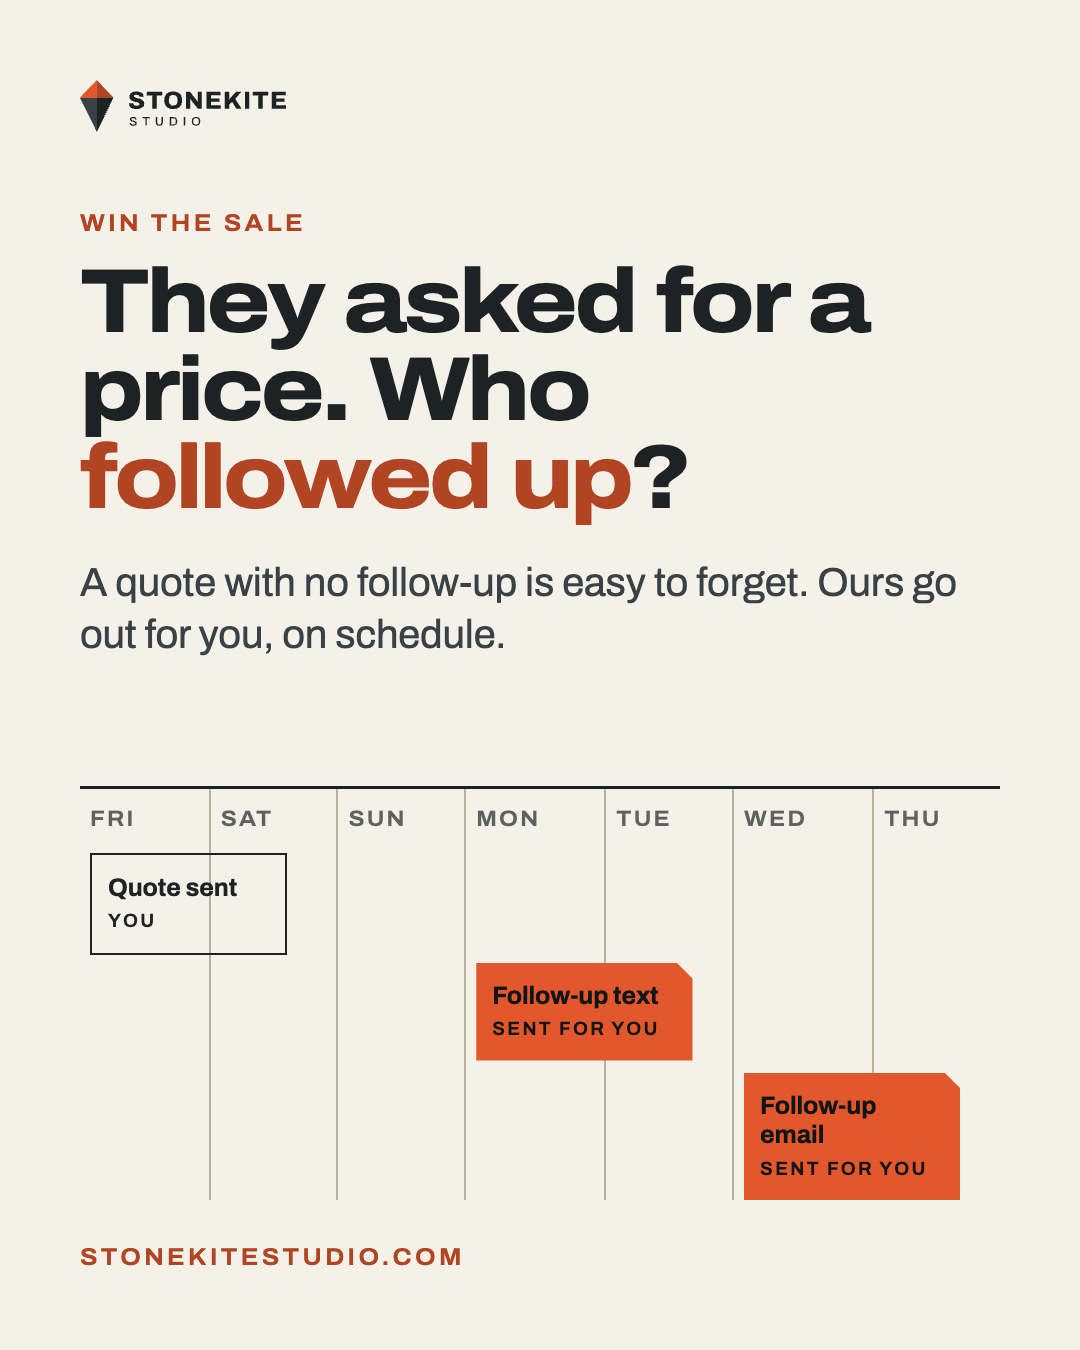 STONEKITE
STUDIO
WIN THE SALE
They asked for a
price. Who
followed up?
A quote with no follow-up is easy to forget. Ours go
out for you, on schedule.
FRI SAT SUN MON TUE WED THU
Quote sent
YOU
Follow-up text
SENT FOR YOU
Follow-up
email
SENT FOR YOU
STONEKITESTUDIO.COM